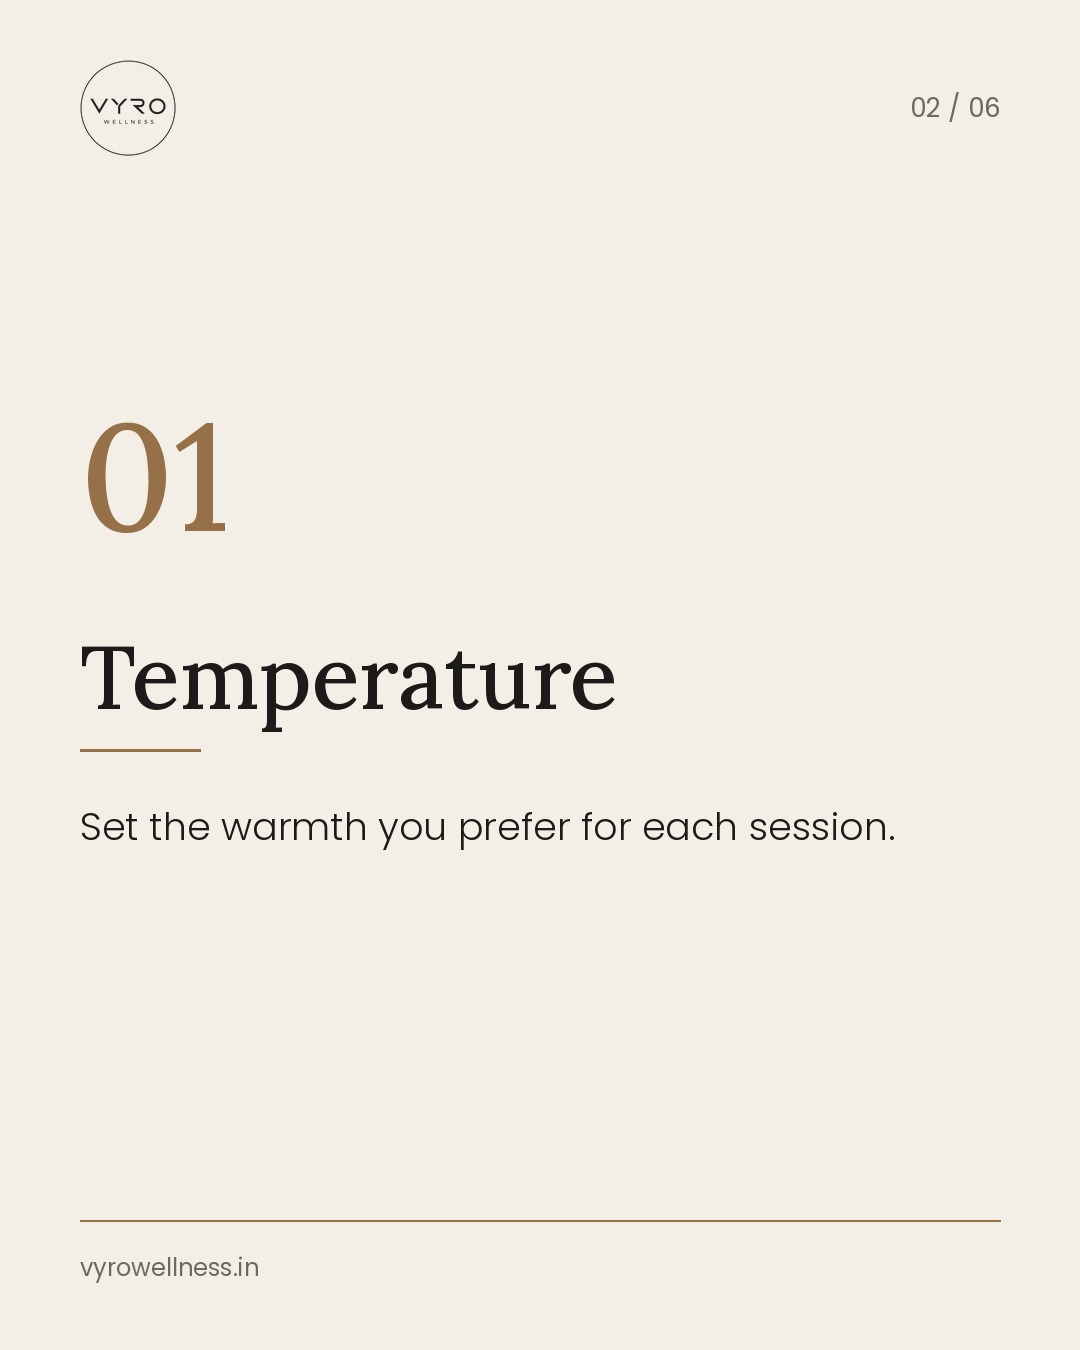 VYRO
WELLNESS
02 / 06
01
Temperature
Set the warmth you prefer for each session.
vyrowellness.in